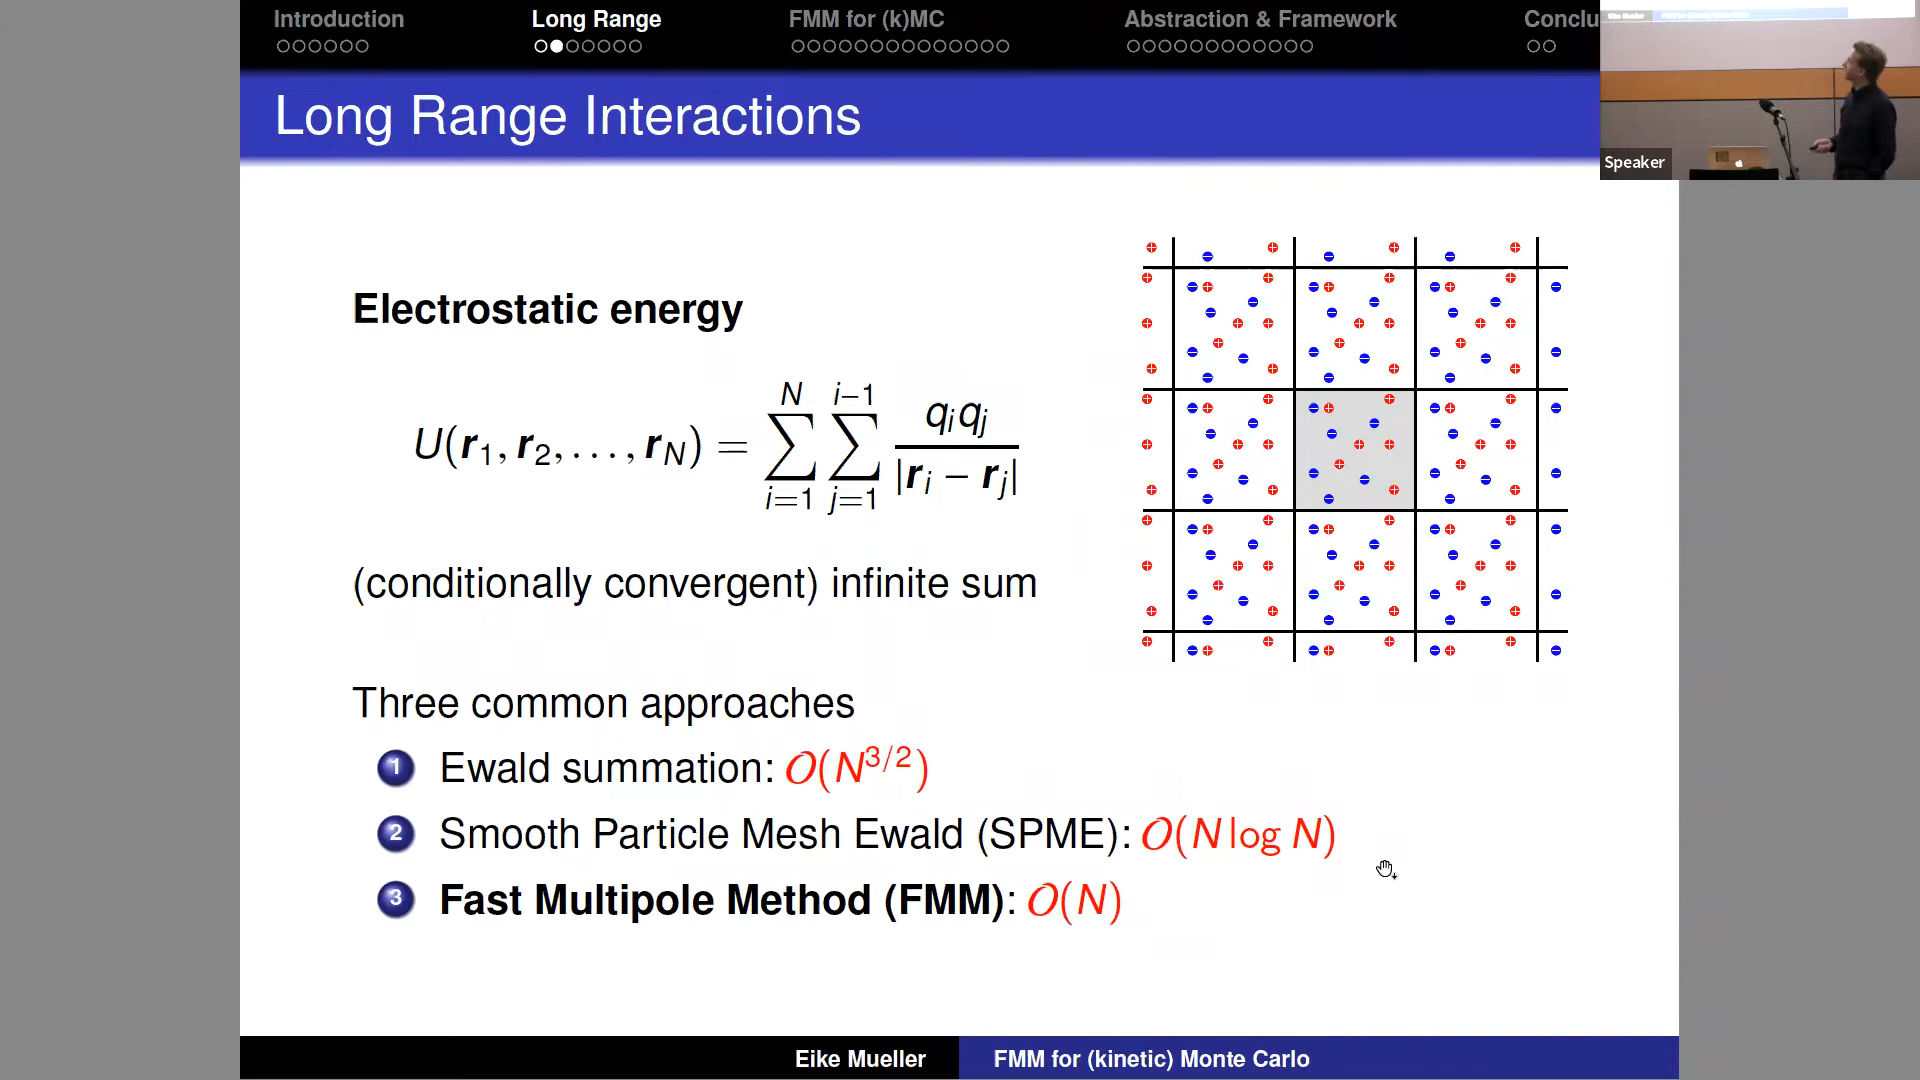 Introduction Long Range FMM for (k)MC Abstraction & Framework Conclu
Long Range Interactions
Speaker
Electrostatic energy
U(r₁, r₂, . . . , r_N) = ∑_{i=1}^{N} ∑_{j=1}^{i−1} q_i q_j / |r_i − r_j|
(conditionally convergent) infinite sum
Three common approaches
1 Ewald summation: O(N^{3/2})
2 Smooth Particle Mesh Ewald (SPME): O(N log N)
3 Fast Multipole Method (FMM): O(N)
Eike Mueller FMM for (kinetic) Monte Carlo